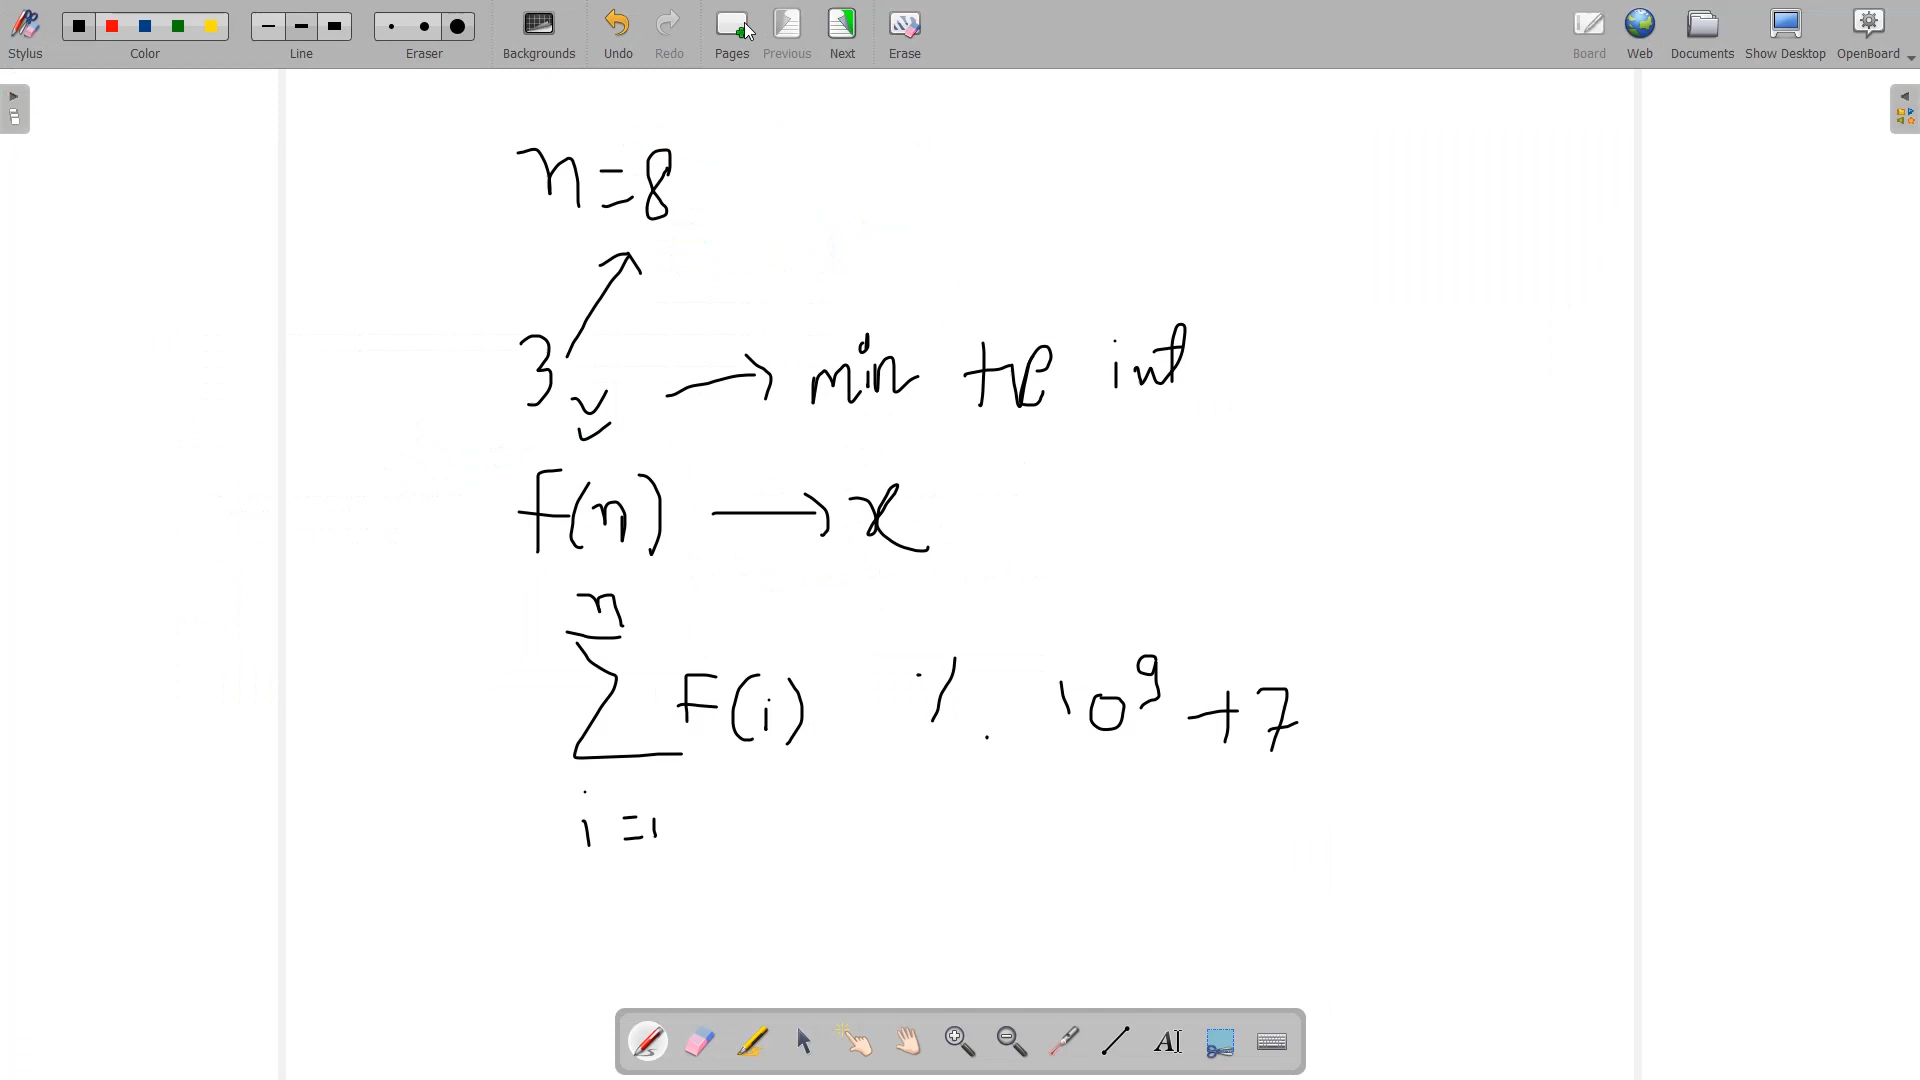 Stylus Color Line Eraser Backgrounds Undo Redo Pages Previous Next Erase Board Web Documents Show Desktop OpenBoard
n=8
3 → min +ve int
f(n) → x
n
∑ F(i) % 10^9 +7
i=1